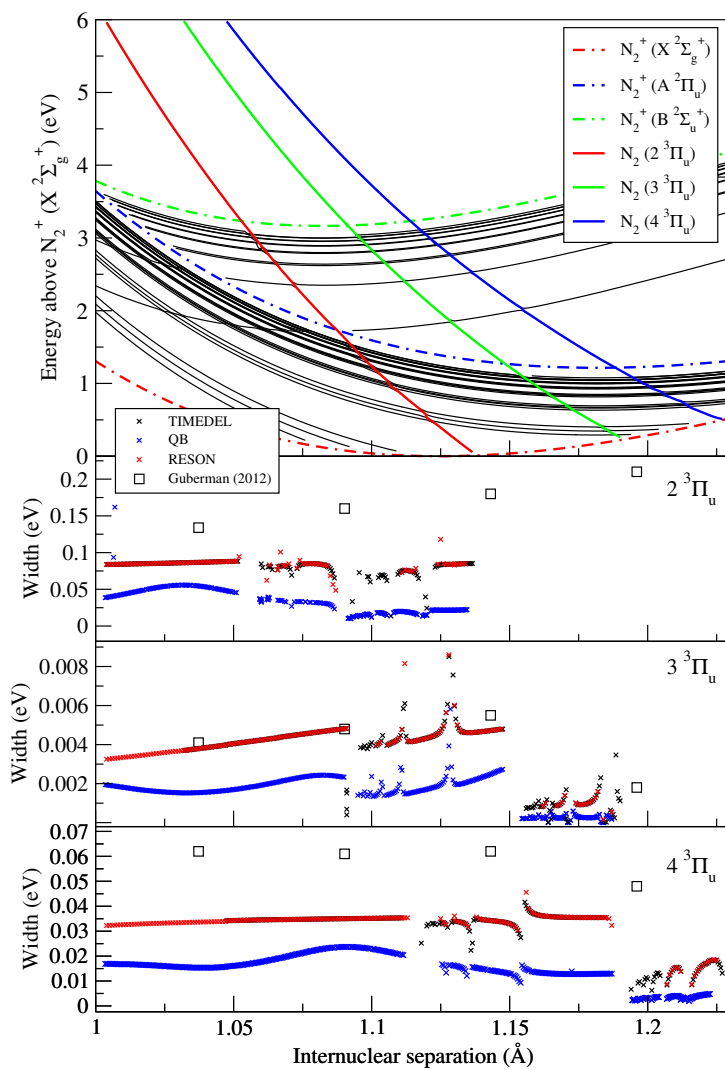 6
5
4
3
2
1
0
Energy above N₂⁺ (X ²Σg⁺) (eV)
N₂⁺ (X ²Σg⁺)
N₂⁺ (A ²Πu)
N₂⁺ (B ²Σu⁺)
N₂ (2 ³Πu)
N₂ (3 ³Πu)
N₂ (4 ³Πu)
TIMEDEL
QB
RESON
Guberman (2012)
2 ³Πu
0.2
0.15
0.1
0.05
0
Width (eV)
3 ³Πu
0.008
0.006
0.004
0.002
Width (eV)
4 ³Πu
0.07
0.06
0.05
0.04
0.03
0.02
0.01
0
Width (eV)
1 1.05 1.1 1.15 1.2
Internuclear separation (Å)